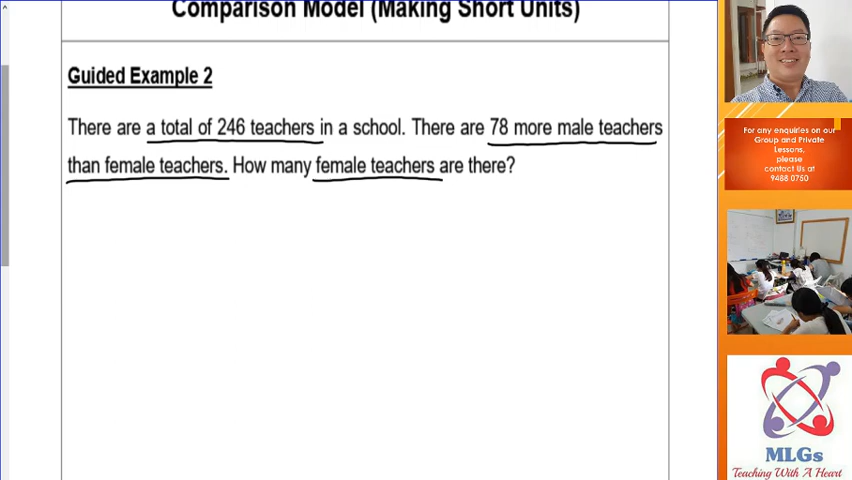 Comparison Model (Making Short Units)
Guided Example 2
There are a total of 246 teachers in a school. There are 78 more male teachers
than female teachers. How many female teachers are there?
For any enquiries on our
Group and Private
Lessons,
please
contact Us at
9488 0750
MLGs
Teaching With A Heart